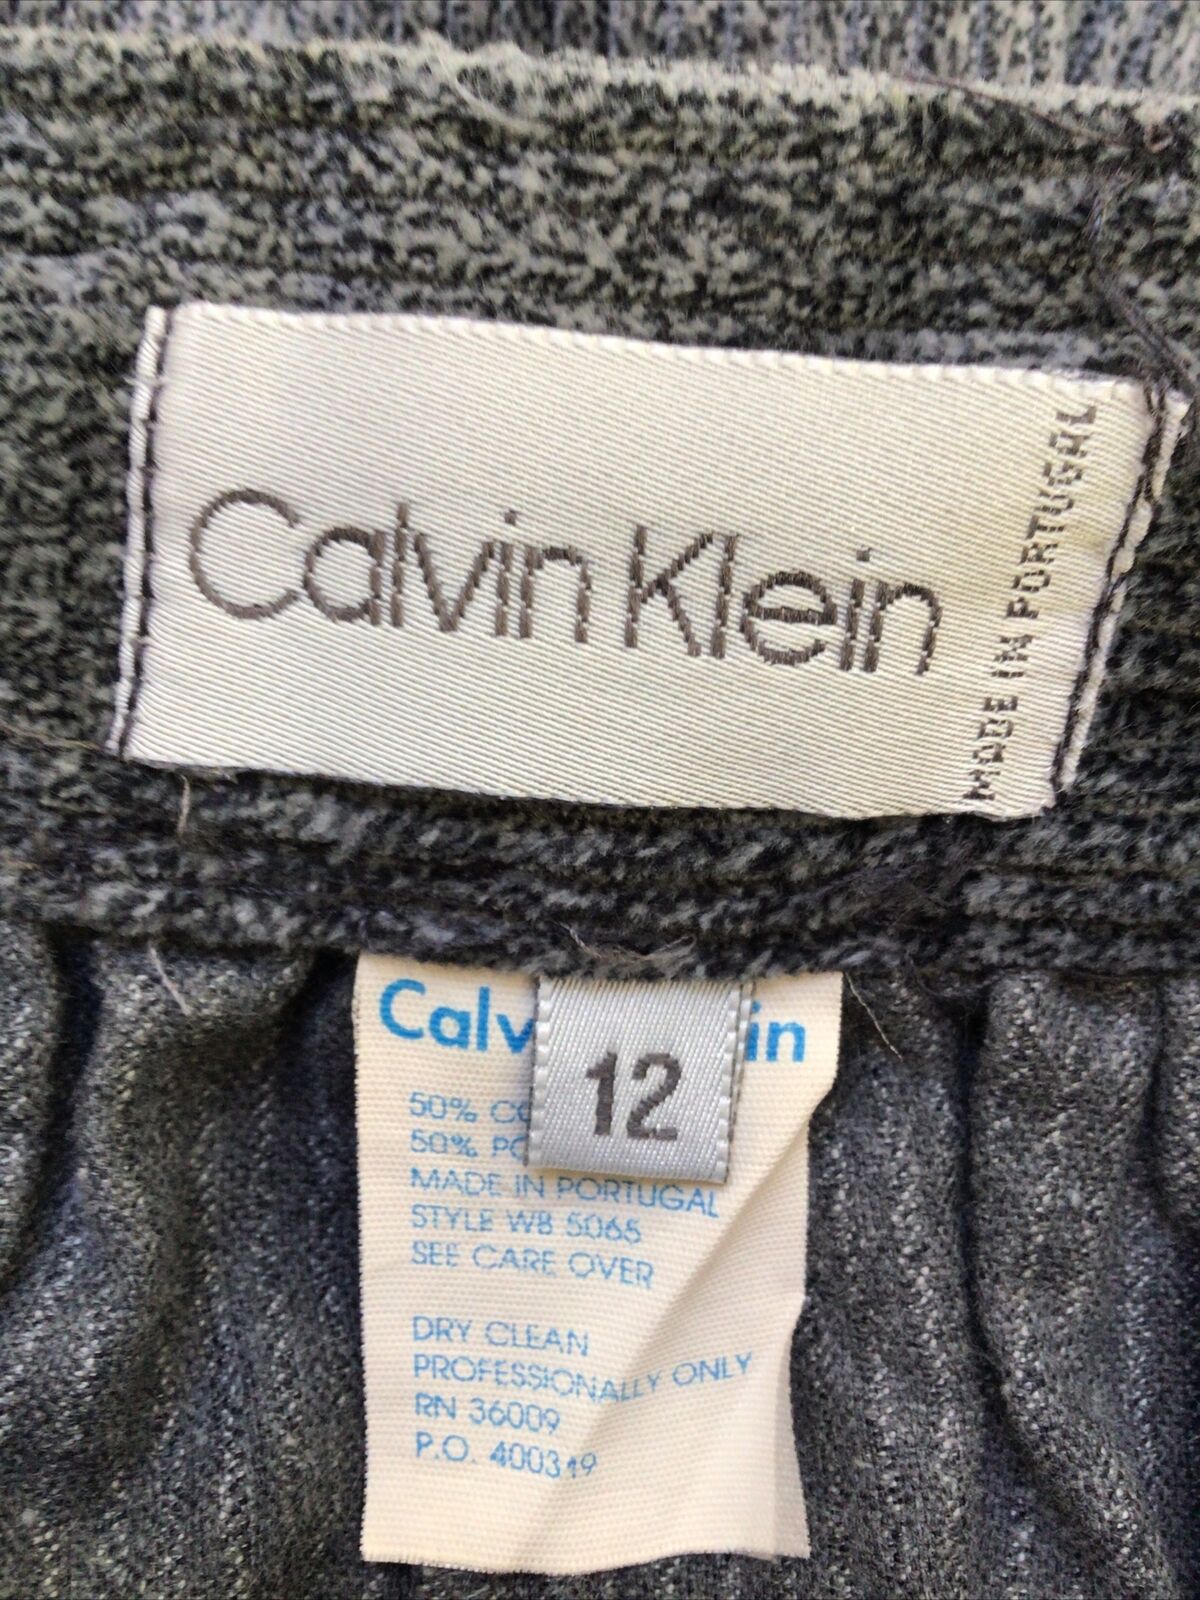 Calvin Klein
MADE IN PORTUGAL
Calv in
12
50% CO
50% PO
MADE IN PORTUGAL
STYLE WB 5065
SEE CARE OVER
DRY CLEAN
PROFESSIONALLY ONLY
RN 36009
P.O. 400319